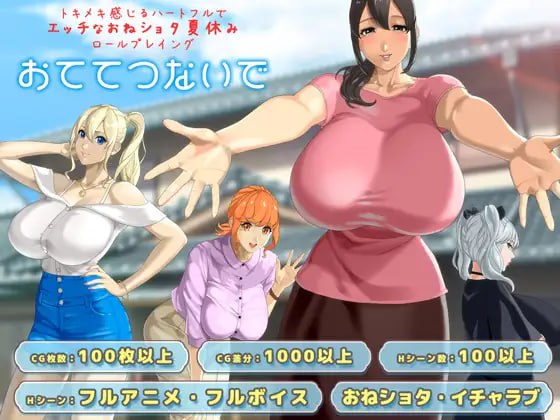 トキメキ感じるハートフルで
エッチなおねショタ夏休み
ロールプレイング
おててつないで
CG枚数：100枚以上
CG差分：1000以上
Hシーン数：100以上
Hシーン：フルアニメ・フルボイス
おねショタ・イチャラブ